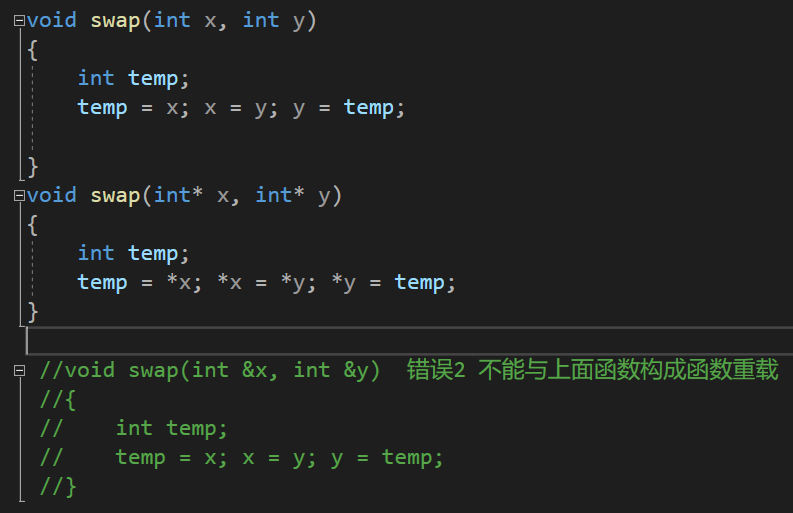 void swap(int x, int y)
{
    int temp;
    temp = x; x = y; y = temp;
}
void swap(int* x, int* y)
{
    int temp;
    temp = *x; *x = *y; *y = temp;
}
//void swap(int &x, int &y)  错误2 不能与上面函数构成函数重载
//{
//    int temp;
//    temp = x; x = y; y = temp;
//}